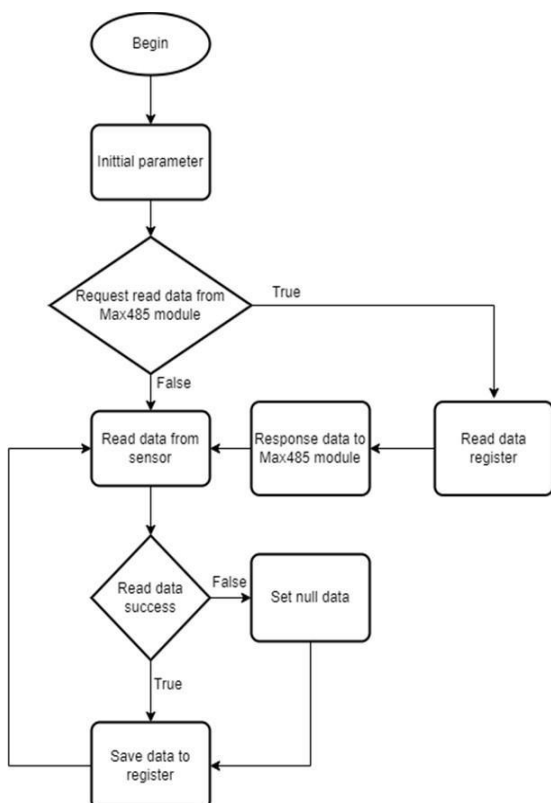 Begin
Inittial parameter
Request read data from
Max485 module
True
False
Read data from
sensor
Response data to
Max485 module
Read data
register
Read data
success
False
Set null data
True
Save data to
register